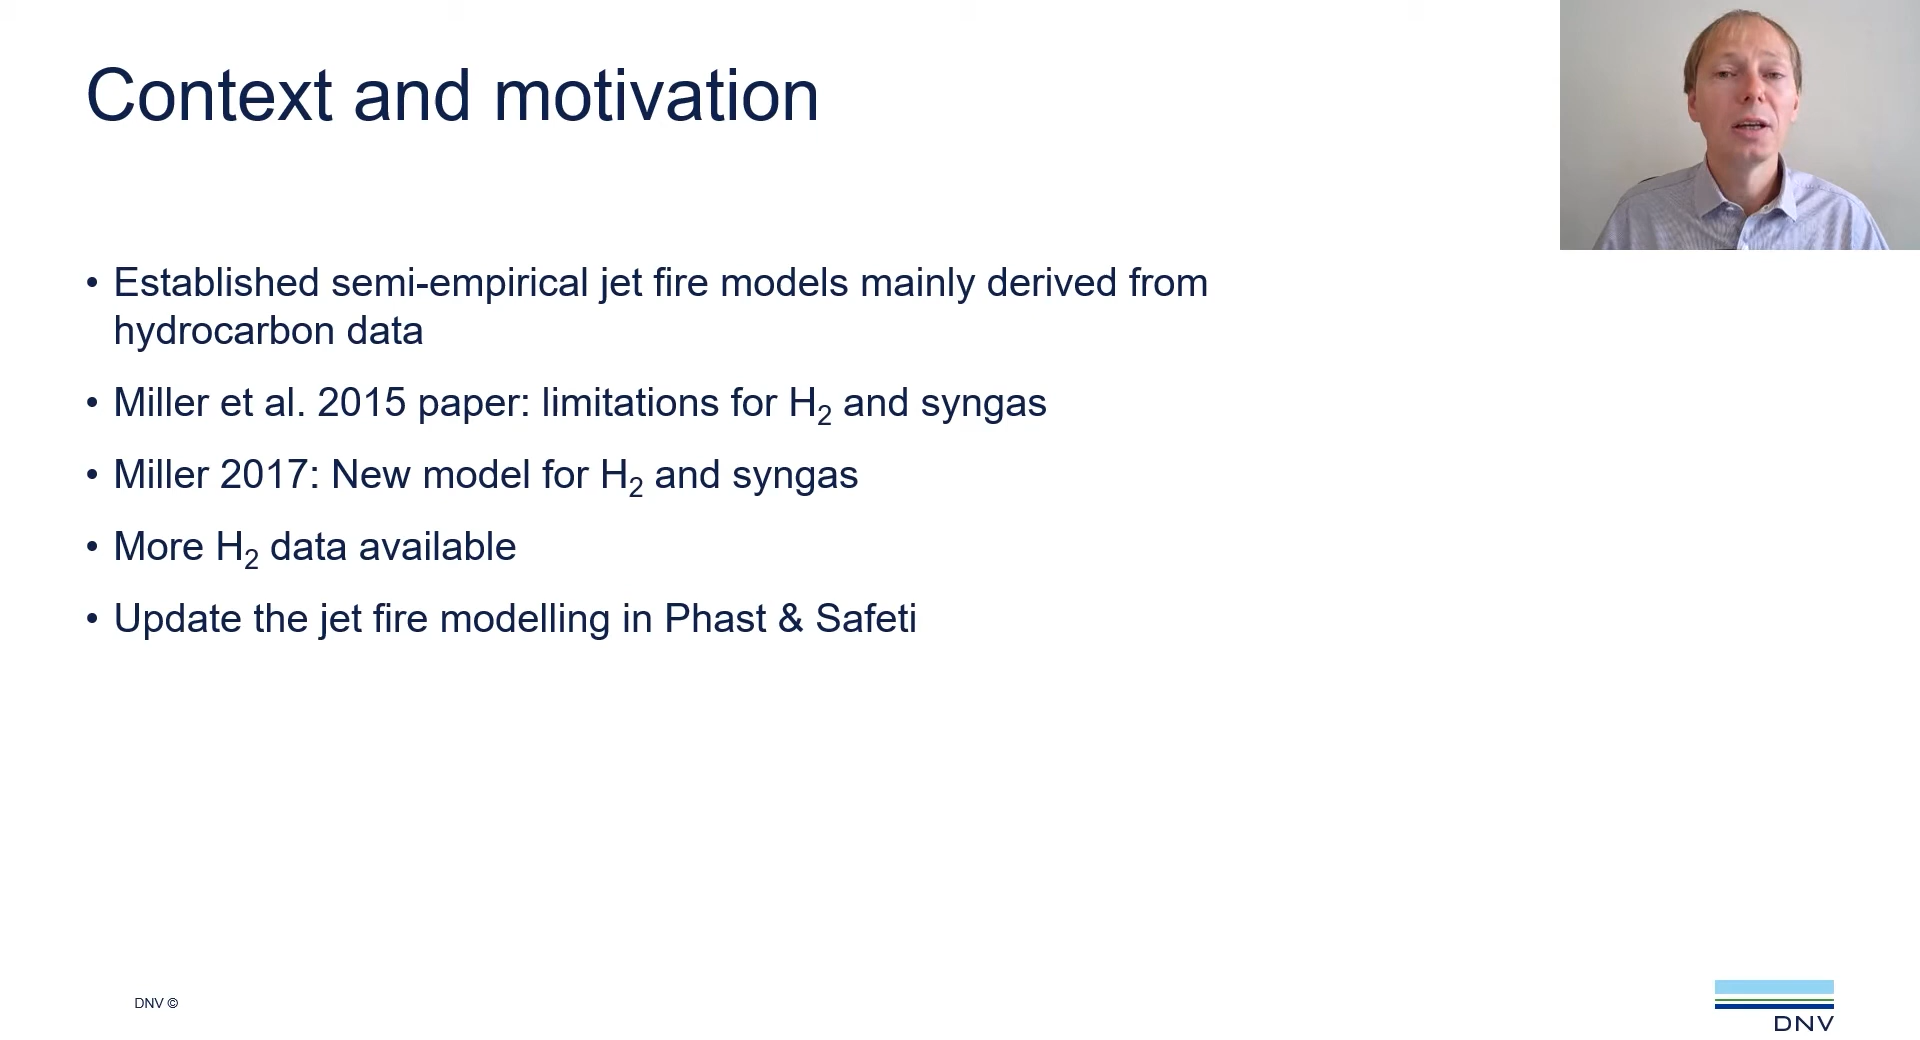 Context and motivation
• Established semi-empirical jet fire models mainly derived from
hydrocarbon data
• Miller et al. 2015 paper: limitations for H₂ and syngas
• Miller 2017: New model for H₂ and syngas
• More H₂ data available
• Update the jet fire modelling in Phast & Safeti
DNV ©
DNV